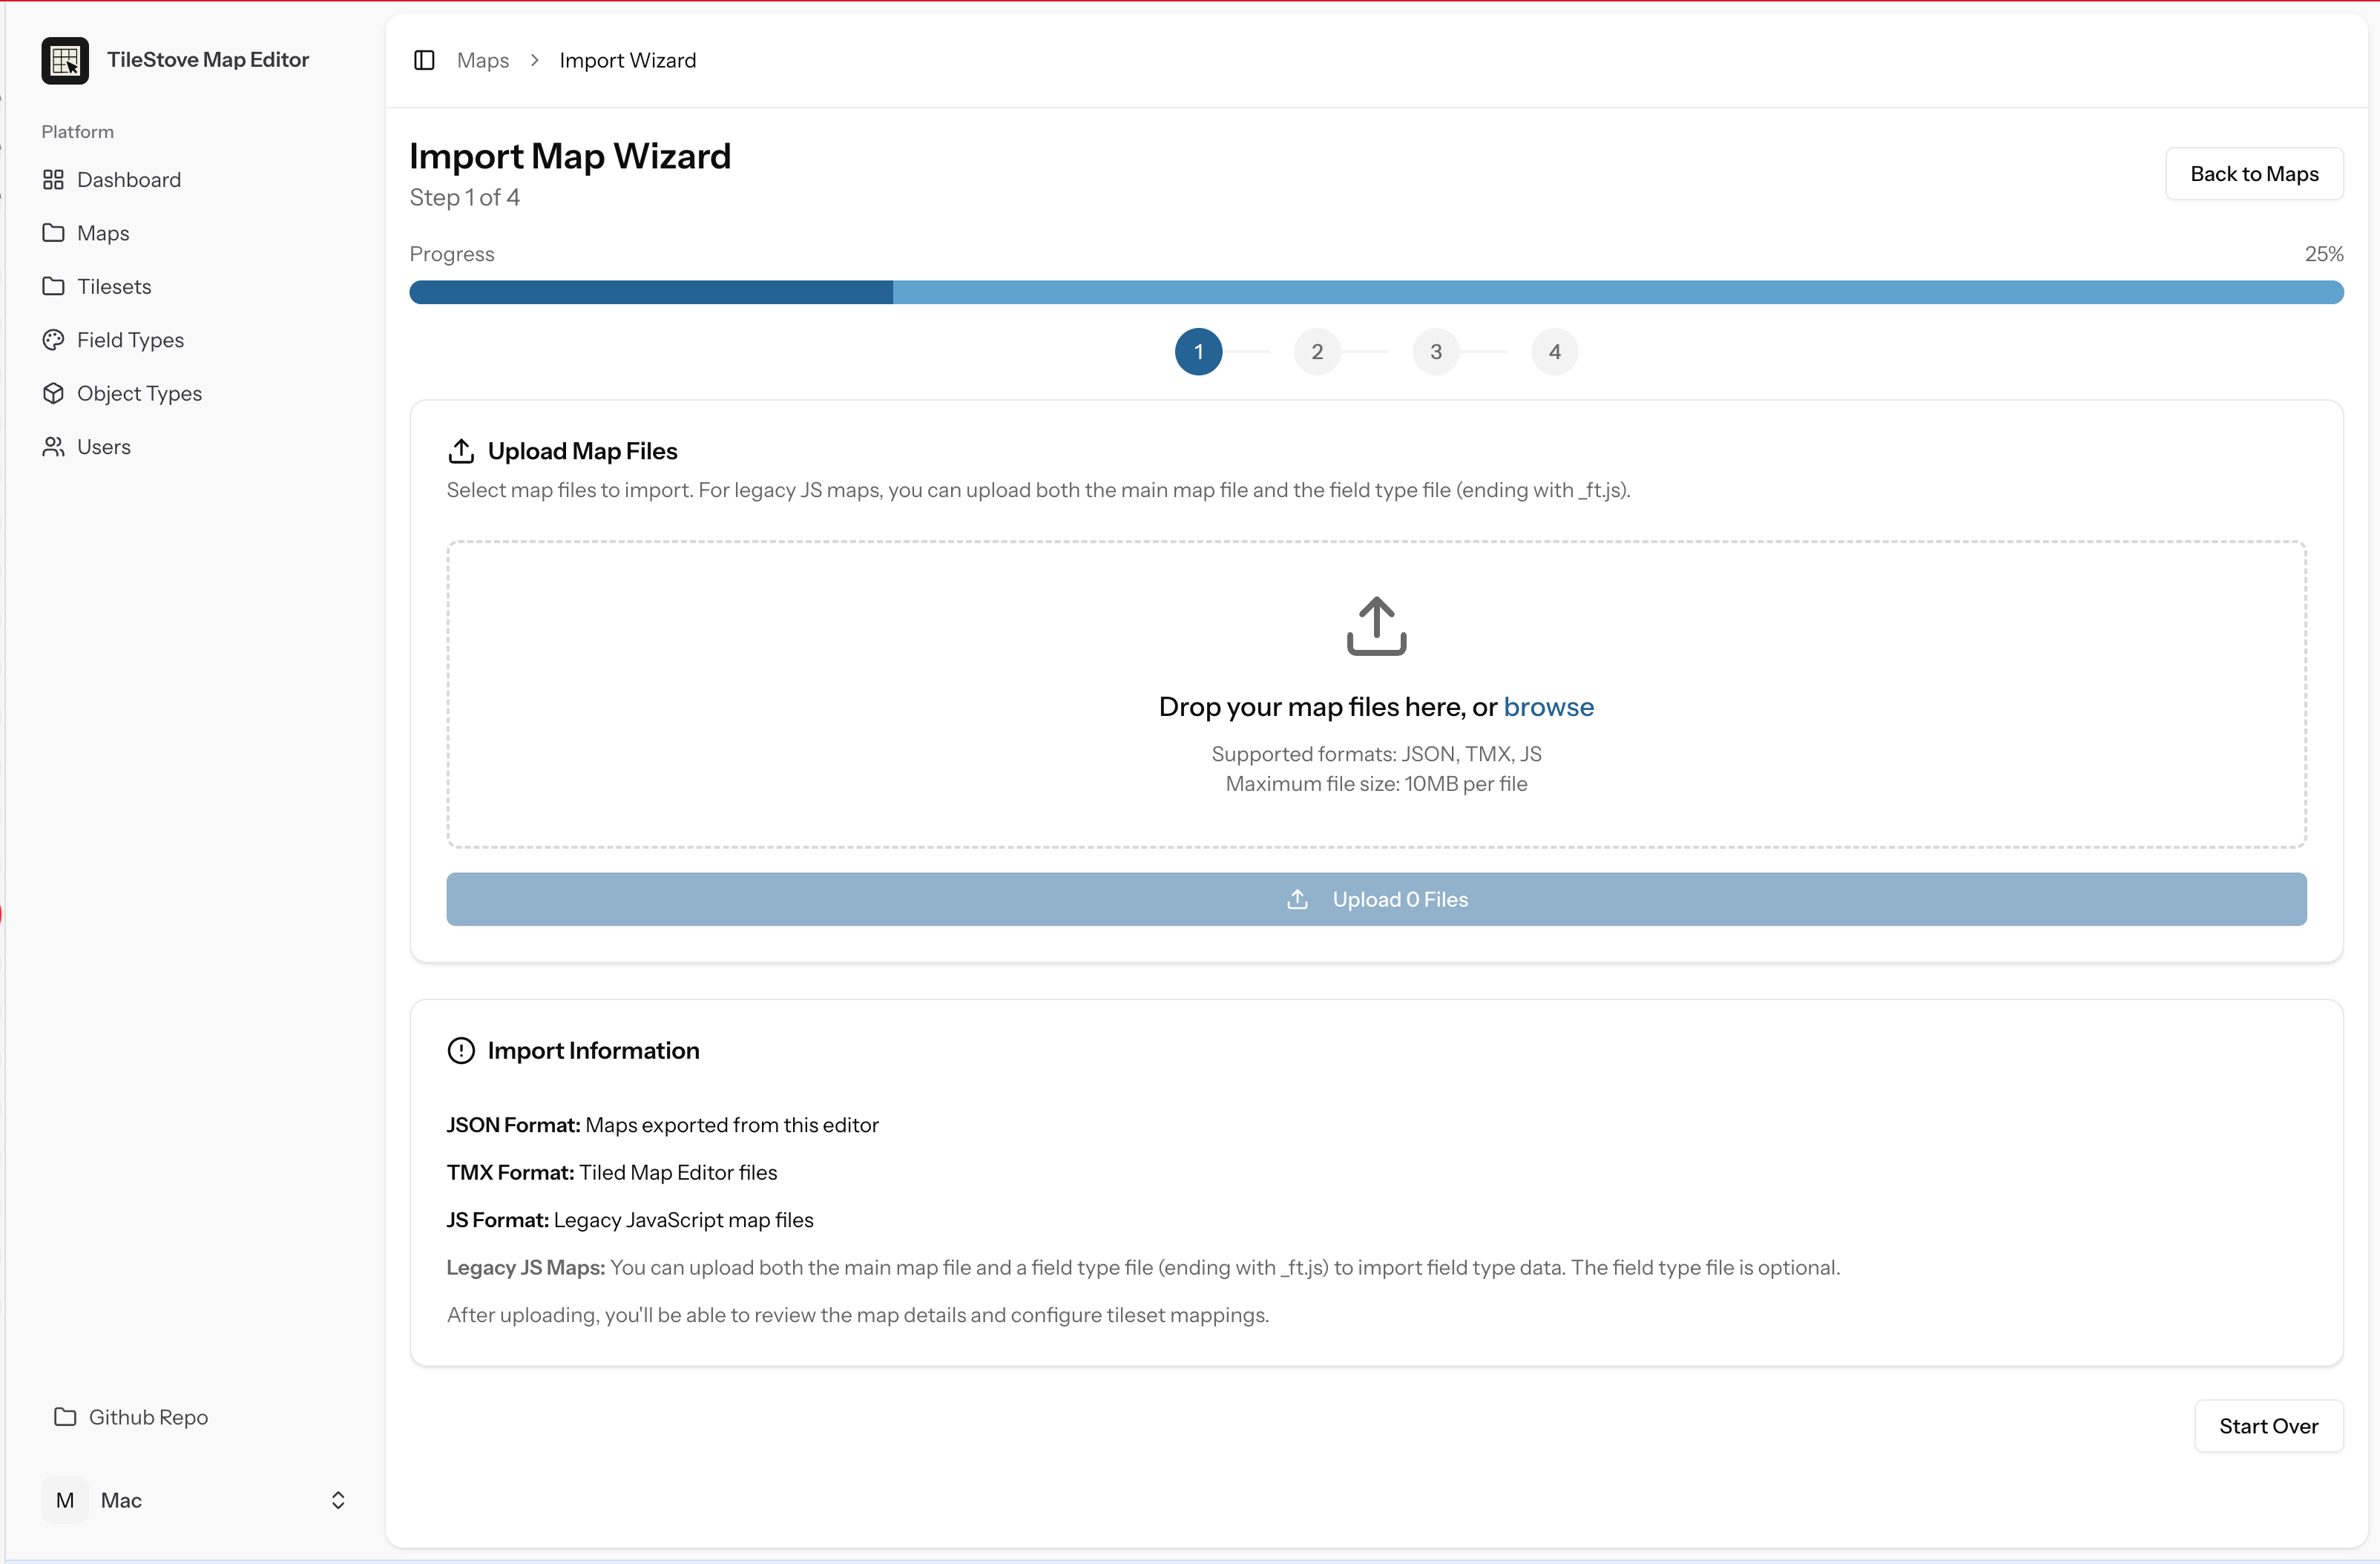 TileStove Map Editor
Platform
Dashboard
Maps
Tilesets
Field Types
Object Types
Users
Github Repo
M Mac
Maps > Import Wizard
Import Map Wizard
Step 1 of 4
Back to Maps
Progress 25%
1 2 3 4
Upload Map Files
Select map files to import. For legacy JS maps, you can upload both the main map file and the field type file (ending with _ft.js).
Drop your map files here, or browse
Supported formats: JSON, TMX, JS
Maximum file size: 10MB per file
Upload 0 Files
Import Information
JSON Format: Maps exported from this editor
TMX Format: Tiled Map Editor files
JS Format: Legacy JavaScript map files
Legacy JS Maps: You can upload both the main map file and a field type file (ending with _ft.js) to import field type data. The field type file is optional.
After uploading, you'll be able to review the map details and configure tileset mappings.
Start Over